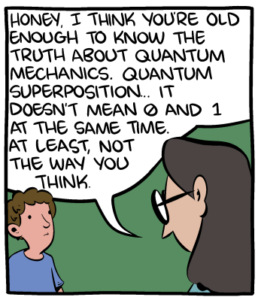 HONEY, I THINK YOU'RE OLD
ENOUGH TO KNOW THE
TRUTH ABOUT QUANTUM
MECHANICS. QUANTUM
SUPERPOSITION... IT
DOESN'T MEAN 0 AND 1
AT THE SAME TIME.
AT LEAST, NOT
THE WAY YOU
THINK.